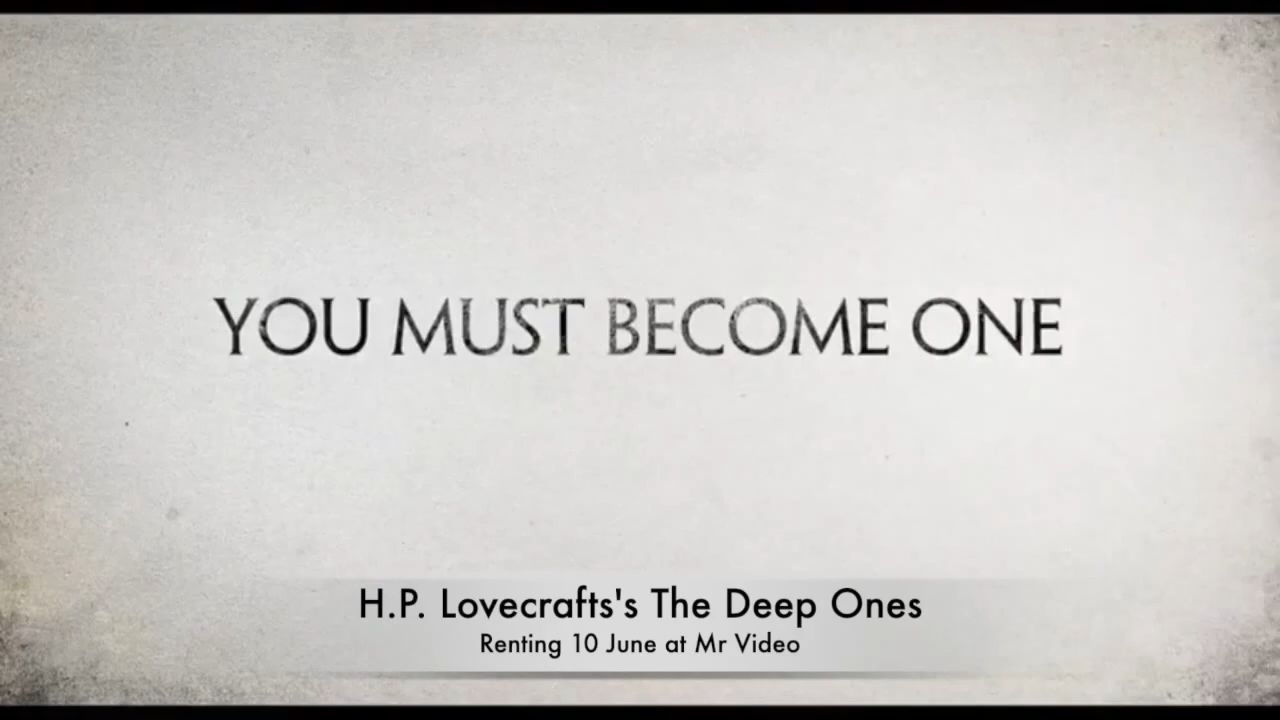 YOU MUST BECOME ONE
H.P. Lovecrafts's The Deep Ones
Renting 10 June at Mr Video